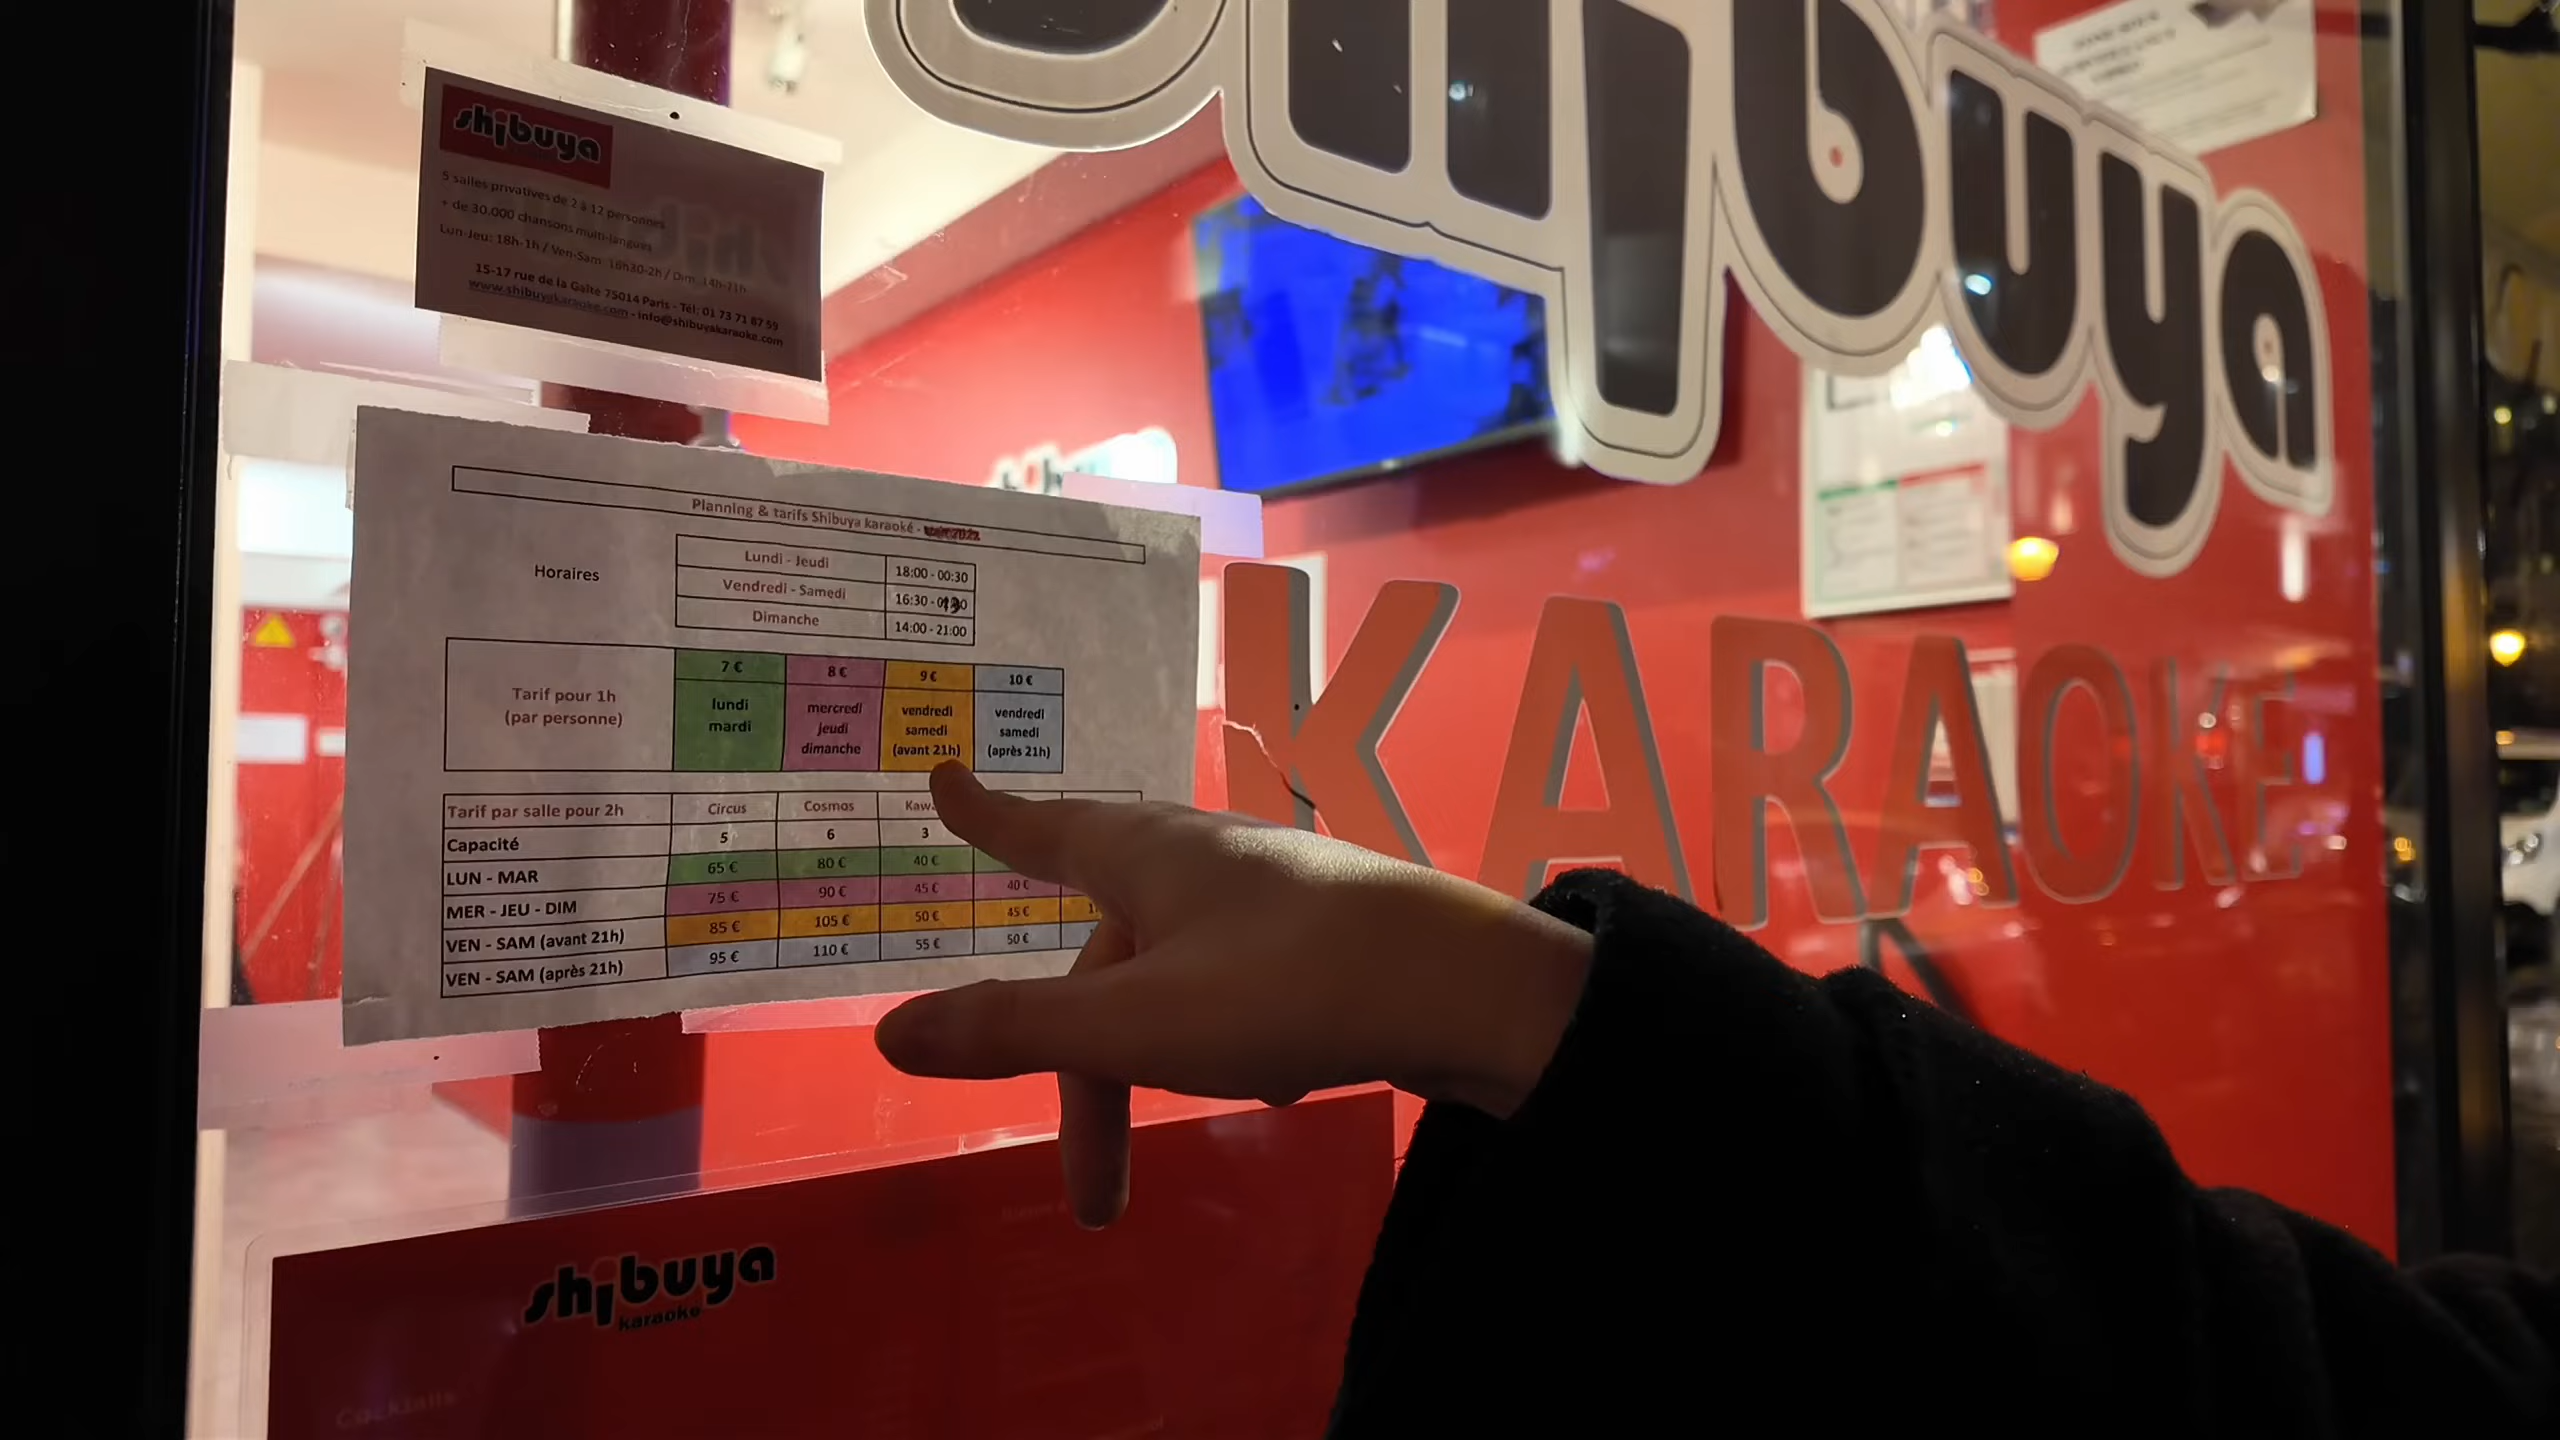 shibuya
shibuya
5 salles privatives de 2 à 12 personnes
+ de 30.000 chansons multi-langues
Lun-Jeu: 18h-1h / Ven-Sam: 16h30-2h / Dim: 14h-21h
15-17 rue de la Gaîté 75014 Paris - Tél: 01 73 71 87 59
www.shibuyakaraoke.com - info@shibuyakaraoke.com
KARAOKE
Planning & tarifs Shibuya karaoké -
Horaires
Lundi - Jeudi 18:00 - 00:30
Vendredi - Samedi 16:30 -
Dimanche 14:00 - 21:00
Tarif pour 1h
(par personne)
7 € 8 € 9 € 10 €
lundi mercredi vendredi vendredi
mardi jeudi samedi samedi
dimanche (avant 21h) (après 21h)
Tarif par salle pour 2h Circus Cosmos
Capacité 5 6 3
LUN - MAR 65 € 80 € 40 €
MER - JEU - DIM 75 € 90 € 45 € 40 €
VEN - SAM (avant 21h) 85 € 105 € 50 € 45 €
VEN - SAM (après 21h) 95 € 110 € 55 € 50 €
shibuya
karaoke
Cocktails